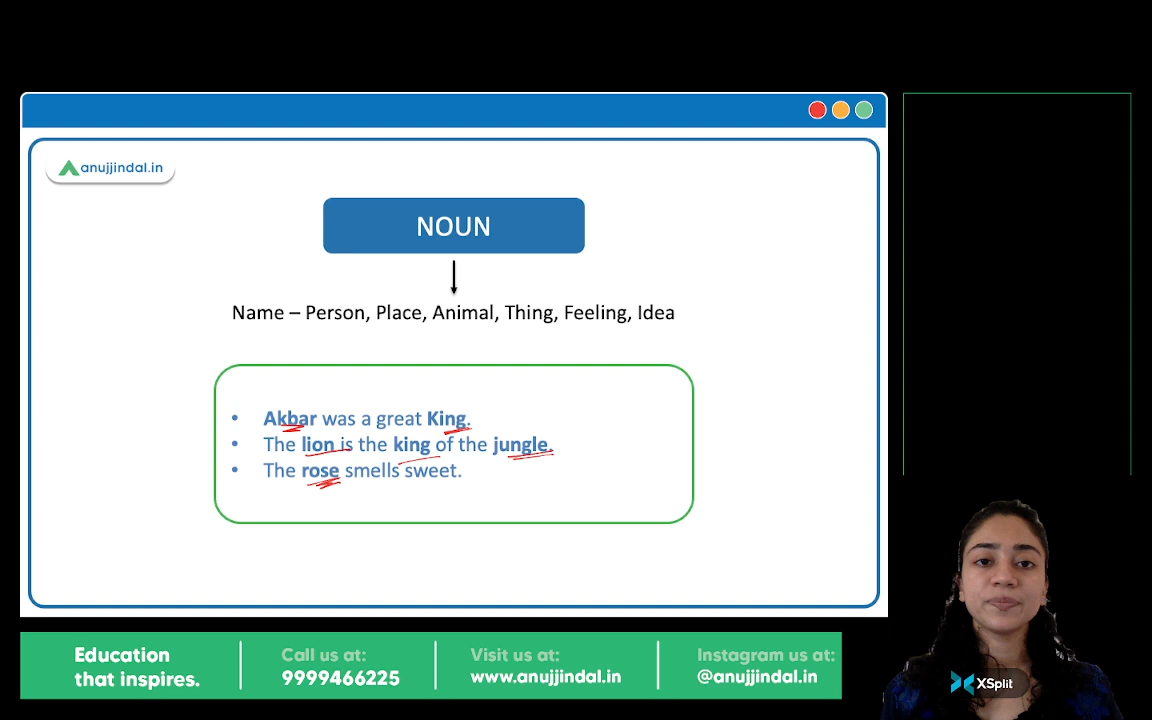 anujjindal.in
NOUN
Name – Person, Place, Animal, Thing, Feeling, Idea
• Akbar was a great King.
• The lion is the king of the jungle.
• The rose smells sweet.
Education
that inspires.
Call us at:
9999466225
Visit us at:
www.anujjindal.in
Instagram us at:
@anujjindal.in
XSplit